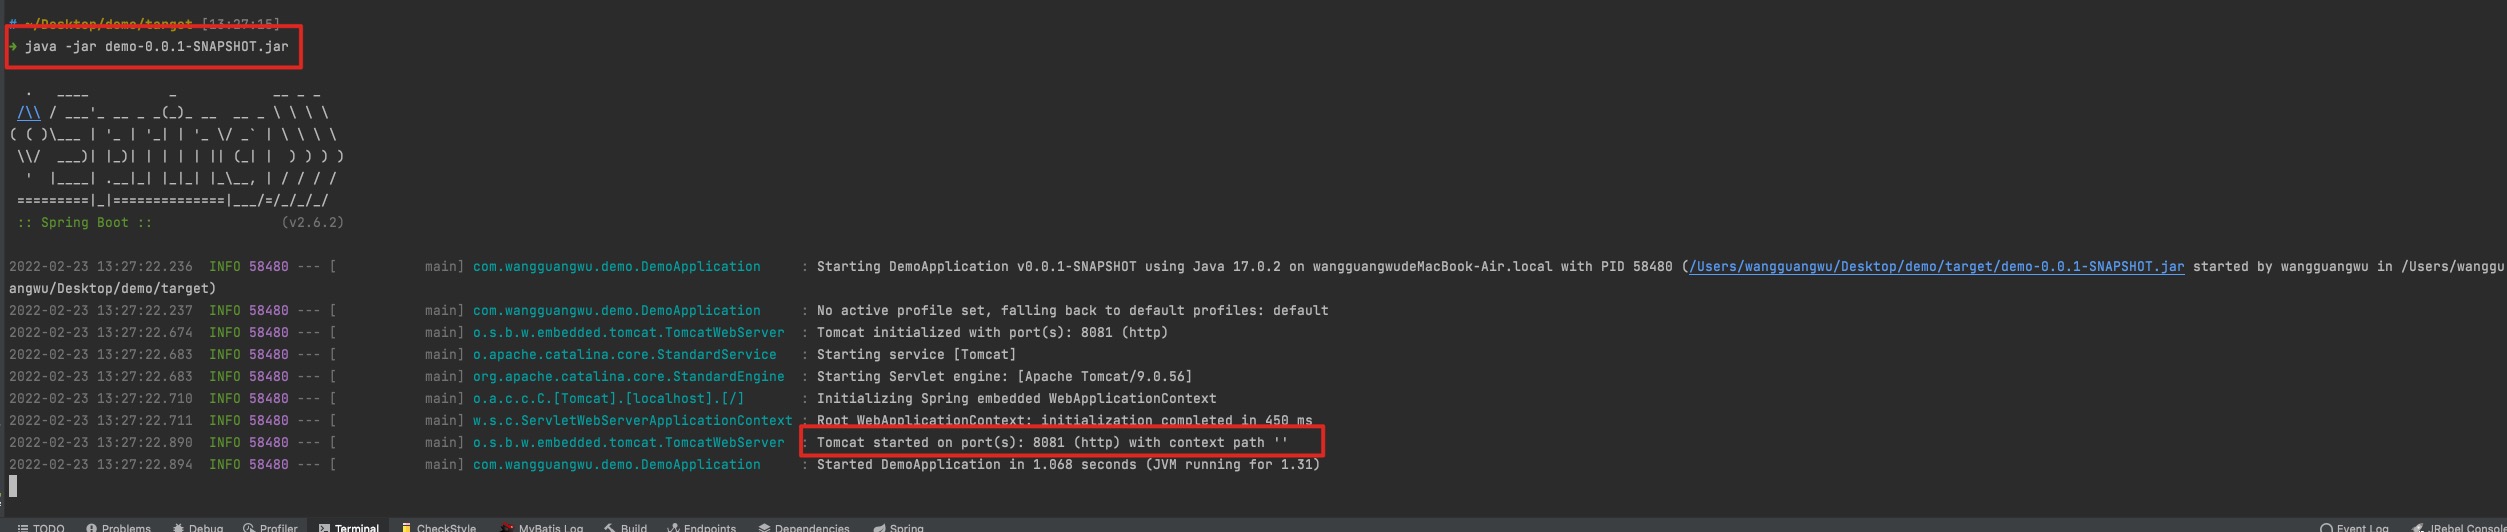 # ~/Desktop/demo/target [13:27:15]
➜ java -jar demo-0.0.1-SNAPSHOT.jar
  .   ____          _            __ _ _
 /\\ / ___'_ __ _ _(_)_ __  __ _ \ \ \ \
( ( )\___ | '_ | '_| | '_ \/ _` | \ \ \ \
 \\/  ___)| |_)| | | | | || (_| |  ) ) ) )
  '  |____| .__|_| |_|_| |_\__, | / / / /
 =========|_|==============|___/=/_/_/_/
 :: Spring Boot ::                (v2.6.2)
2022-02-23 13:27:22.236  INFO 58480 --- [           main] com.wangguangwu.demo.DemoApplication     : Starting DemoApplication v0.0.1-SNAPSHOT using Java 17.0.2 on wangguangwudeMacBook-Air.local with PID 58480 (/Users/wangguangwu/Desktop/demo/target/demo-0.0.1-SNAPSHOT.jar started by wangguangwu in /Users/wanggu
angwu/Desktop/demo/target)
2022-02-23 13:27:22.237  INFO 58480 --- [           main] com.wangguangwu.demo.DemoApplication     : No active profile set, falling back to default profiles: default
2022-02-23 13:27:22.674  INFO 58480 --- [           main] o.s.b.w.embedded.tomcat.TomcatWebServer  : Tomcat initialized with port(s): 8081 (http)
2022-02-23 13:27:22.683  INFO 58480 --- [           main] o.apache.catalina.core.StandardService   : Starting service [Tomcat]
2022-02-23 13:27:22.683  INFO 58480 --- [           main] org.apache.catalina.core.StandardEngine  : Starting Servlet engine: [Apache Tomcat/9.0.56]
2022-02-23 13:27:22.710  INFO 58480 --- [           main] o.a.c.c.C.[Tomcat].[localhost].[/]       : Initializing Spring embedded WebApplicationContext
2022-02-23 13:27:22.711  INFO 58480 --- [           main] w.s.c.ServletWebServerApplicationContext : Root WebApplicationContext: initialization completed in 450 ms
2022-02-23 13:27:22.890  INFO 58480 --- [           main] o.s.b.w.embedded.tomcat.TomcatWebServer  : Tomcat started on port(s): 8081 (http) with context path ''
2022-02-23 13:27:22.894  INFO 58480 --- [           main] com.wangguangwu.demo.DemoApplication     : Started DemoApplication in 1.068 seconds (JVM running for 1.31)
TODO Problems Debug Profiler Terminal CheckStyle MyBatis Log Build Endpoints Dependencies Spring Event Log JRebel Console